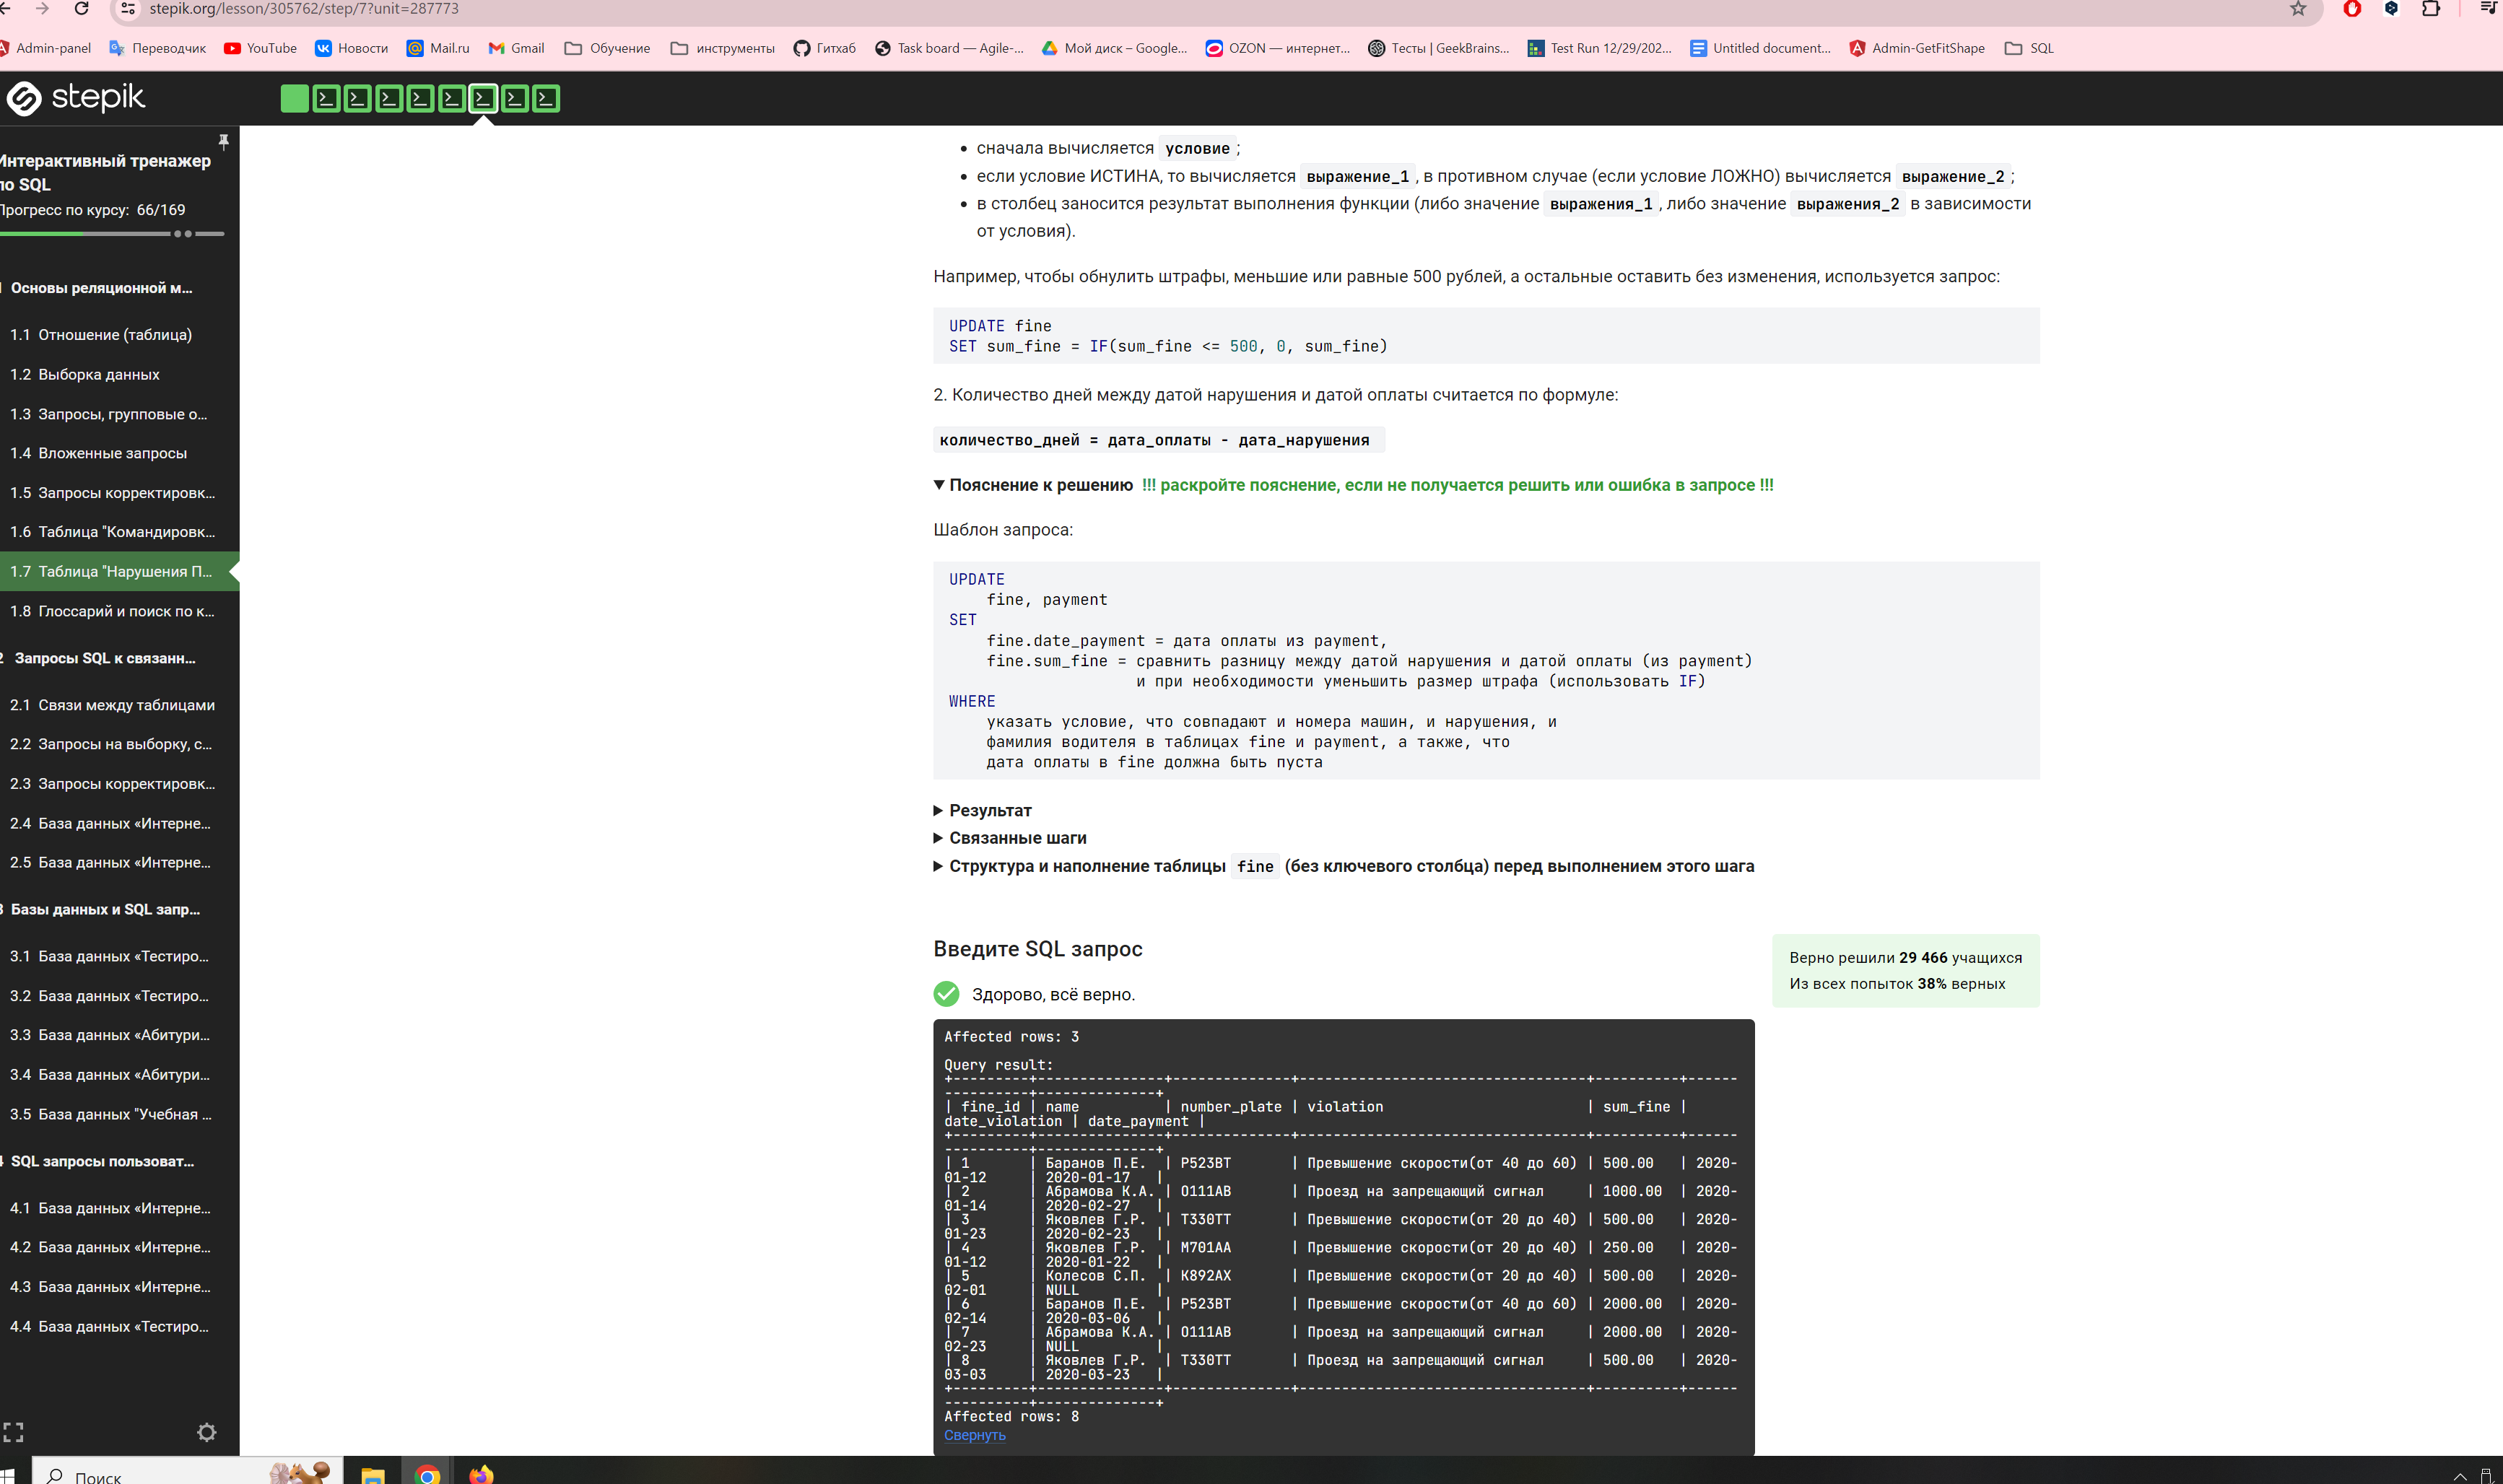 stepik.org/lesson/305762/step/7?unit=287773
Admin-panel Переводчик YouTube Новости Mail.ru Gmail Обучение инструменты Гитхаб Task board — Agile-... Мой диск – Google... OZON — интернет... Тесты | GeekBrains... Test Run 12/29/202... Untitled document... Admin-GetFitShape SQL
stepik
Интерактивный тренажер
по SQL
Прогресс по курсу: 66/169
1 Основы реляционной м...
1.1 Отношение (таблица)
1.2 Выборка данных
1.3 Запросы, групповые о...
1.4 Вложенные запросы
1.5 Запросы корректировк...
1.6 Таблица "Командировк...
1.7 Таблица "Нарушения П...
1.8 Глоссарий и поиск по к...
2 Запросы SQL к связанн...
2.1 Связи между таблицами
2.2 Запросы на выборку, с...
2.3 Запросы корректировк...
2.4 База данных «Интерне...
2.5 База данных «Интерне...
3 Базы данных и SQL запр...
3.1 База данных «Тестиро...
3.2 База данных «Тестиро...
3.3 База данных «Абитури...
3.4 База данных «Абитури...
3.5 База данных "Учебная ...
4 SQL запросы пользоват...
4.1 База данных «Интерне...
4.2 База данных «Интерне...
4.3 База данных «Интерне...
4.4 База данных «Тестиро...
• сначала вычисляется условие;
• если условие ИСТИНА, то вычисляется выражение_1, в противном случае (если условие ЛОЖНО) вычисляется выражение_2;
• в столбец заносится результат выполнения функции (либо значение выражения_1, либо значение выражения_2 в зависимости
от условия).
Например, чтобы обнулить штрафы, меньшие или равные 500 рублей, а остальные оставить без изменения, используется запрос:
UPDATE fine
SET sum_fine = IF(sum_fine <= 500, 0, sum_fine)
2. Количество дней между датой нарушения и датой оплаты считается по формуле:
количество_дней = дата_оплаты - дата_нарушения
▼ Пояснение к решению !!! раскройте пояснение, если не получается решить или ошибка в запросе !!!
Шаблон запроса:
UPDATE
fine, payment
SET
fine.date_payment = дата оплаты из payment,
fine.sum_fine = сравнить разницу между датой нарушения и датой оплаты (из payment)
и при необходимости уменьшить размер штрафа (использовать IF)
WHERE
указать условие, что совпадают и номера машин, и нарушения, и
фамилия водителя в таблицах fine и payment, а также, что
дата оплаты в fine должна быть пуста
▶ Результат
▶ Связанные шаги
▶ Структура и наполнение таблицы fine (без ключевого столбца) перед выполнением этого шага
Введите SQL запрос
Верно решили 29 466 учащихся
Из всех попыток 38% верных
Здорово, всё верно.
Affected rows: 3
Query result:
+---------+---------------+--------------+----------------------------------+----------+------
----------+--------------+
| fine_id | name | number_plate | violation | sum_fine |
date_violation | date_payment |
+---------+---------------+--------------+----------------------------------+----------+------
----------+--------------+
| 1 | Баранов П.Е. | Р523ВТ | Превышение скорости(от 40 до 60) | 500.00 | 2020-
01-12 | 2020-01-17 |
| 2 | Абрамова К.А. | О111АВ | Проезд на запрещающий сигнал | 1000.00 | 2020-
01-14 | 2020-02-27 |
| 3 | Яковлев Г.Р. | Т330ТТ | Превышение скорости(от 20 до 40) | 500.00 | 2020-
01-23 | 2020-02-23 |
| 4 | Яковлев Г.Р. | М701АА | Превышение скорости(от 20 до 40) | 250.00 | 2020-
01-12 | 2020-01-22 |
| 5 | Колесов С.П. | К892АХ | Превышение скорости(от 20 до 40) | 500.00 | 2020-
02-01 | NULL |
| 6 | Баранов П.Е. | Р523ВТ | Превышение скорости(от 40 до 60) | 2000.00 | 2020-
02-14 | 2020-03-06 |
| 7 | Абрамова К.А. | О111АВ | Проезд на запрещающий сигнал | 2000.00 | 2020-
02-23 | NULL |
| 8 | Яковлев Г.Р. | Т330ТТ | Проезд на запрещающий сигнал | 500.00 | 2020-
03-03 | 2020-03-23 |
+---------+---------------+--------------+----------------------------------+----------+------
----------+--------------+
Affected rows: 8
Свернуть
Поиск